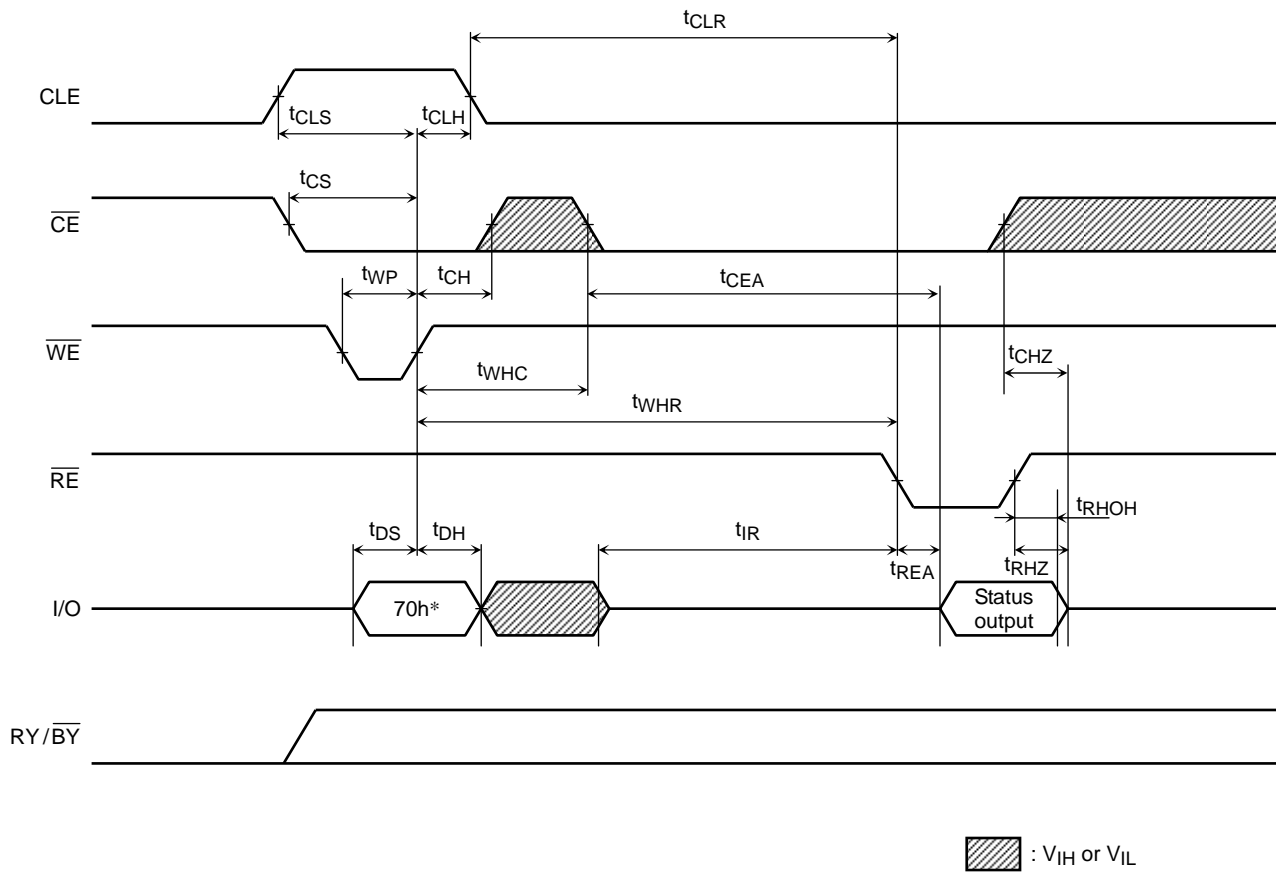 tCLR
CLE
tCLS
tCLH
tCS
CE
tWP
tCH
tCEA
WE
tCHZ
tWHC
tWHR
RE
tRHOH
tDS
tDH
tIR
tREA
tRHZ
I/O
70h*
Status
output
RY/BY
: VIH or VIL